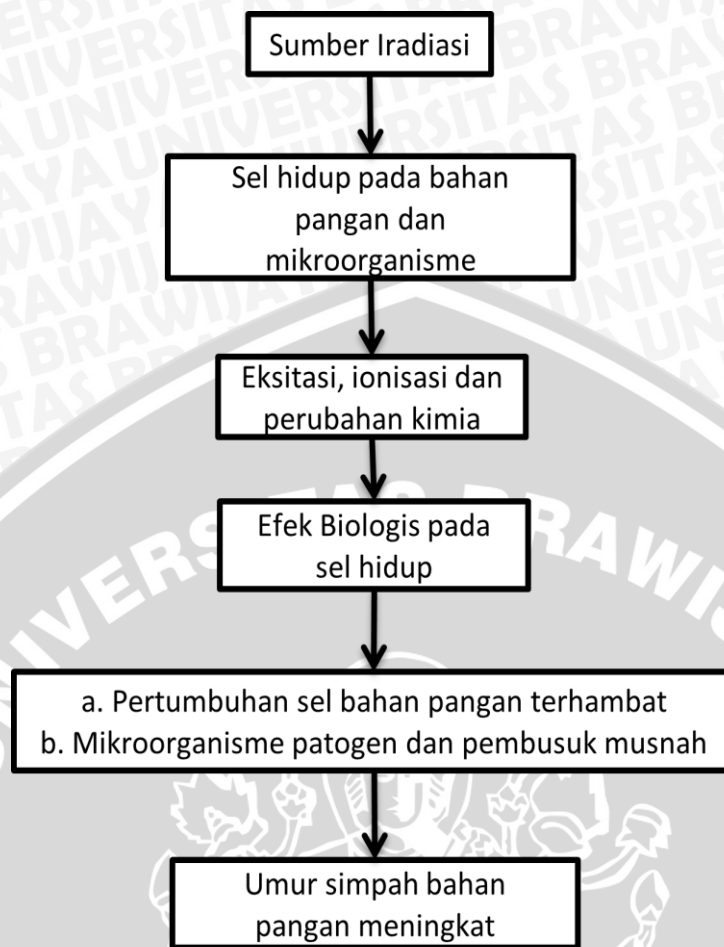 Sumber Iradiasi
Sel hidup pada bahan
pangan dan
mikroorganisme
Eksitasi, ionisasi dan
perubahan kimia
Efek Biologis pada
sel hidup
a. Pertumbuhan sel bahan pangan terhambat
b. Mikroorganisme patogen dan pembusuk musnah
Umur simpah bahan
pangan meningkat